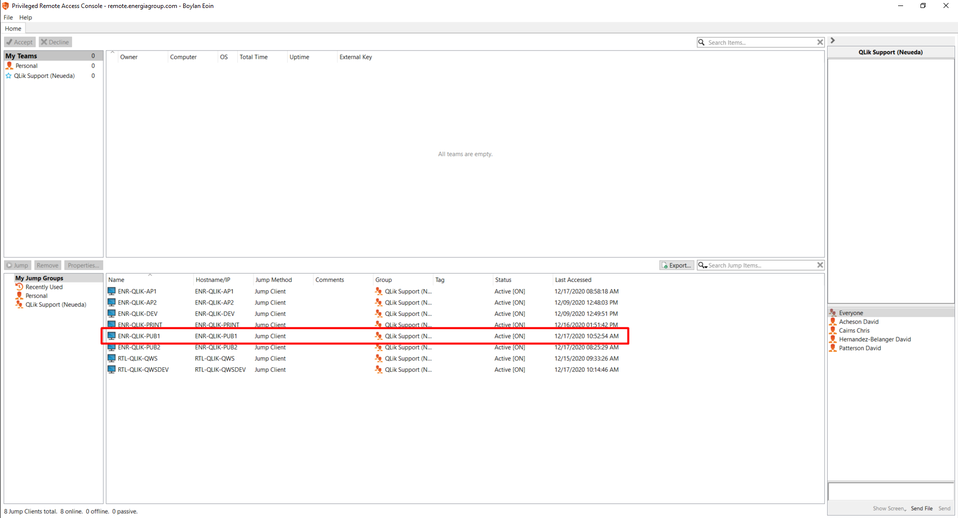 Privileged Remote Access Console - remote.energiagroup.com - Boylan Eoin
File Help
Home
Accept Decline
My Teams 0
Personal 0
QLik Support (Neueda) 0
Search Items...
Owner Computer OS Total Time Uptime External Key
All teams are empty.
QLik Support (Neueda)
Jump Remove Properties...
Export... Search Jump Items...
My Jump Groups
Recently Used
Personal
QLik Support (Neueda)
Name Hostname/IP Jump Method Comments Group Tag Status Last Accessed
ENR-QLIK-AP1 ENR-QLIK-AP1 Jump Client QLik Support (N... Active [ON] 12/17/2020 08:58:18 AM
ENR-QLIK-AP2 ENR-QLIK-AP2 Jump Client QLik Support (N... Active [ON] 12/09/2020 12:48:03 PM
ENR-QLIK-DEV ENR-QLIK-DEV Jump Client QLik Support (N... Active [ON] 12/09/2020 12:49:51 PM
ENR-QLIK-PRINT ENR-QLIK-PRINT Jump Client QLik Support (N... Active [ON] 12/16/2020 01:51:42 PM
ENR-QLIK-PUB1 ENR-QLIK-PUB1 Jump Client QLik Support (N... Active [ON] 12/17/2020 10:52:54 AM
ENR-QLIK-PUB2 ENR-QLIK-PUB2 Jump Client QLik Support (N... Active [ON] 12/17/2020 08:25:29 AM
RTL-QLIK-QWS RTL-QLIK-QWS Jump Client QLik Support (N... Active [ON] 12/15/2020 09:33:26 AM
RTL-QLIK-QWSDEV RTL-QLIK-QWSDEV Jump Client QLik Support (N... Active [ON] 12/17/2020 10:14:46 AM
Everyone
Acheson David
Cairns Chris
Hernandez-Belanger David
Patterson David
Show Screen... Send File Send
8 Jump Clients total. 8 online. 0 offline. 0 passive.